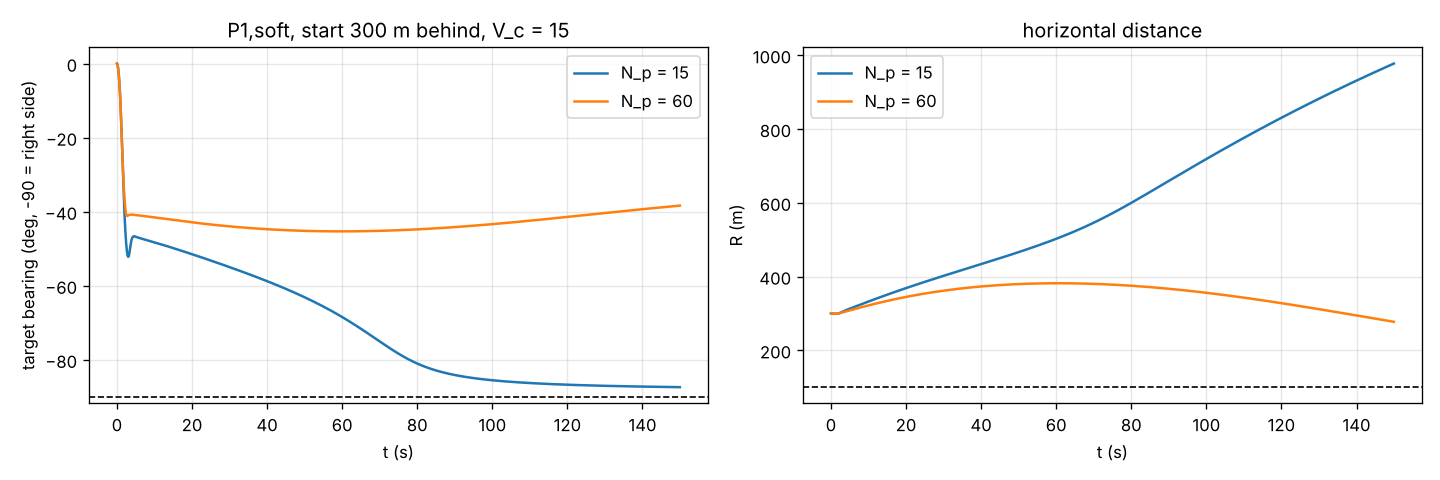 P1,soft, start 300 m behind, V_c = 15
target bearing (deg, −90 = right side)
0
−20
−40
−60
−80
N_p = 15
N_p = 60
0
20
40
60
80
100
120
140
t (s)
horizontal distance
R (m)
1000
800
600
400
200
N_p = 15
N_p = 60
0
20
40
60
80
100
120
140
t (s)